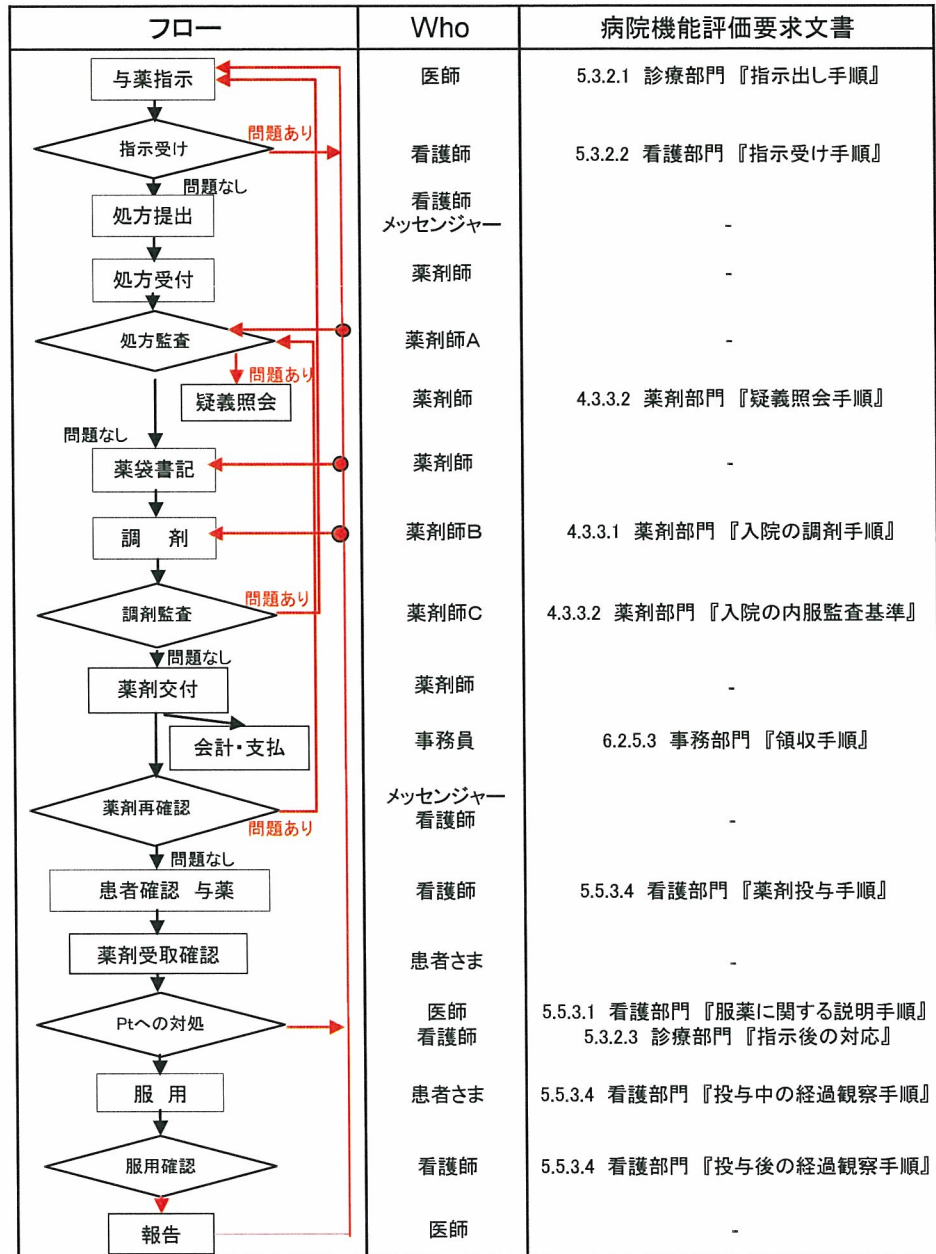 フロー Who 病院機能評価要求文書
与薬指示 医師 5.3.2.1 診療部門 『指示出し手順』
問題あり
指示受け 看護師 5.3.2.2 看護部門 『指示受け手順』
問題なし
処方提出 看護師
メッセンジャー -
処方受付 薬剤師 -
処方監査 薬剤師A -
問題あり
疑義照会 薬剤師 4.3.3.2 薬剤部門 『疑義照会手順』
問題なし
薬袋書記 薬剤師 -
調 剤 薬剤師B 4.3.3.1 薬剤部門 『入院の調剤手順』
問題あり
調剤監査 薬剤師C 4.3.3.2 薬剤部門 『入院の内服監査基準』
問題なし
薬剤交付 薬剤師 -
会計・支払 事務員 6.2.5.3 事務部門 『領収手順』
薬剤再確認 メッセンジャー
看護師 -
問題あり
問題なし
患者確認 与薬 看護師 5.5.3.4 看護部門 『薬剤投与手順』
薬剤受取確認 患者さま -
Ptへの対処 医師 5.5.3.1 看護部門 『服薬に関する説明手順』
看護師 5.3.2.3 診療部門 『指示後の対応』
服 用 患者さま 5.5.3.4 看護部門 『投与中の経過観察手順』
服用確認 看護師 5.5.3.4 看護部門 『投与後の経過観察手順』
報告 医師 -